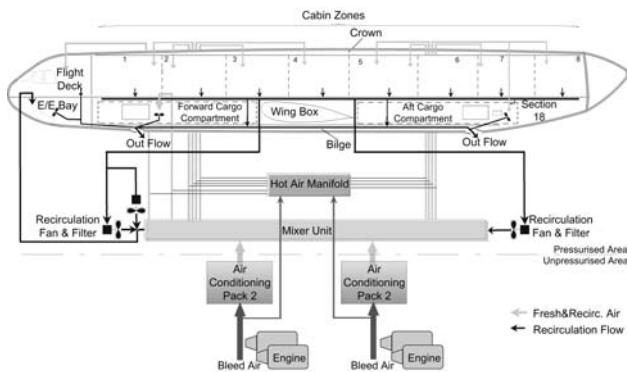 Cabin Zones
Crown
1 2 3 4 5 6 7 8
Flight
Deck
E/E Bay
Forward Cargo
Compartment
Wing Box
Aft Cargo
Compartment
Section
18
Out Flow
Bilge
Out Flow
Hot Air Manifold
Recirculation
Fan & Filter
Mixer Unit
Recirculation
Fan & Filter
Pressurised Area
Unpressurised Area
Air
Conditioning
Pack 2
Air
Conditioning
Pack 2
Fresh&Recirc. Air
Recirculation Flow
Bleed Air
Engine
Bleed Air
Engine